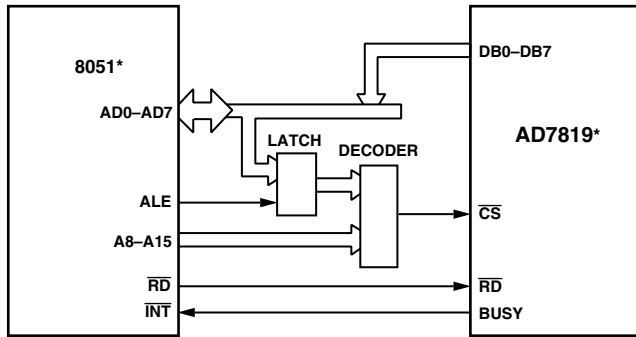 8051*
DB0–DB7
AD0–AD7
AD7819*
LATCH
DECODER
ALE
CS
A8–A15
RD
RD
INT
BUSY